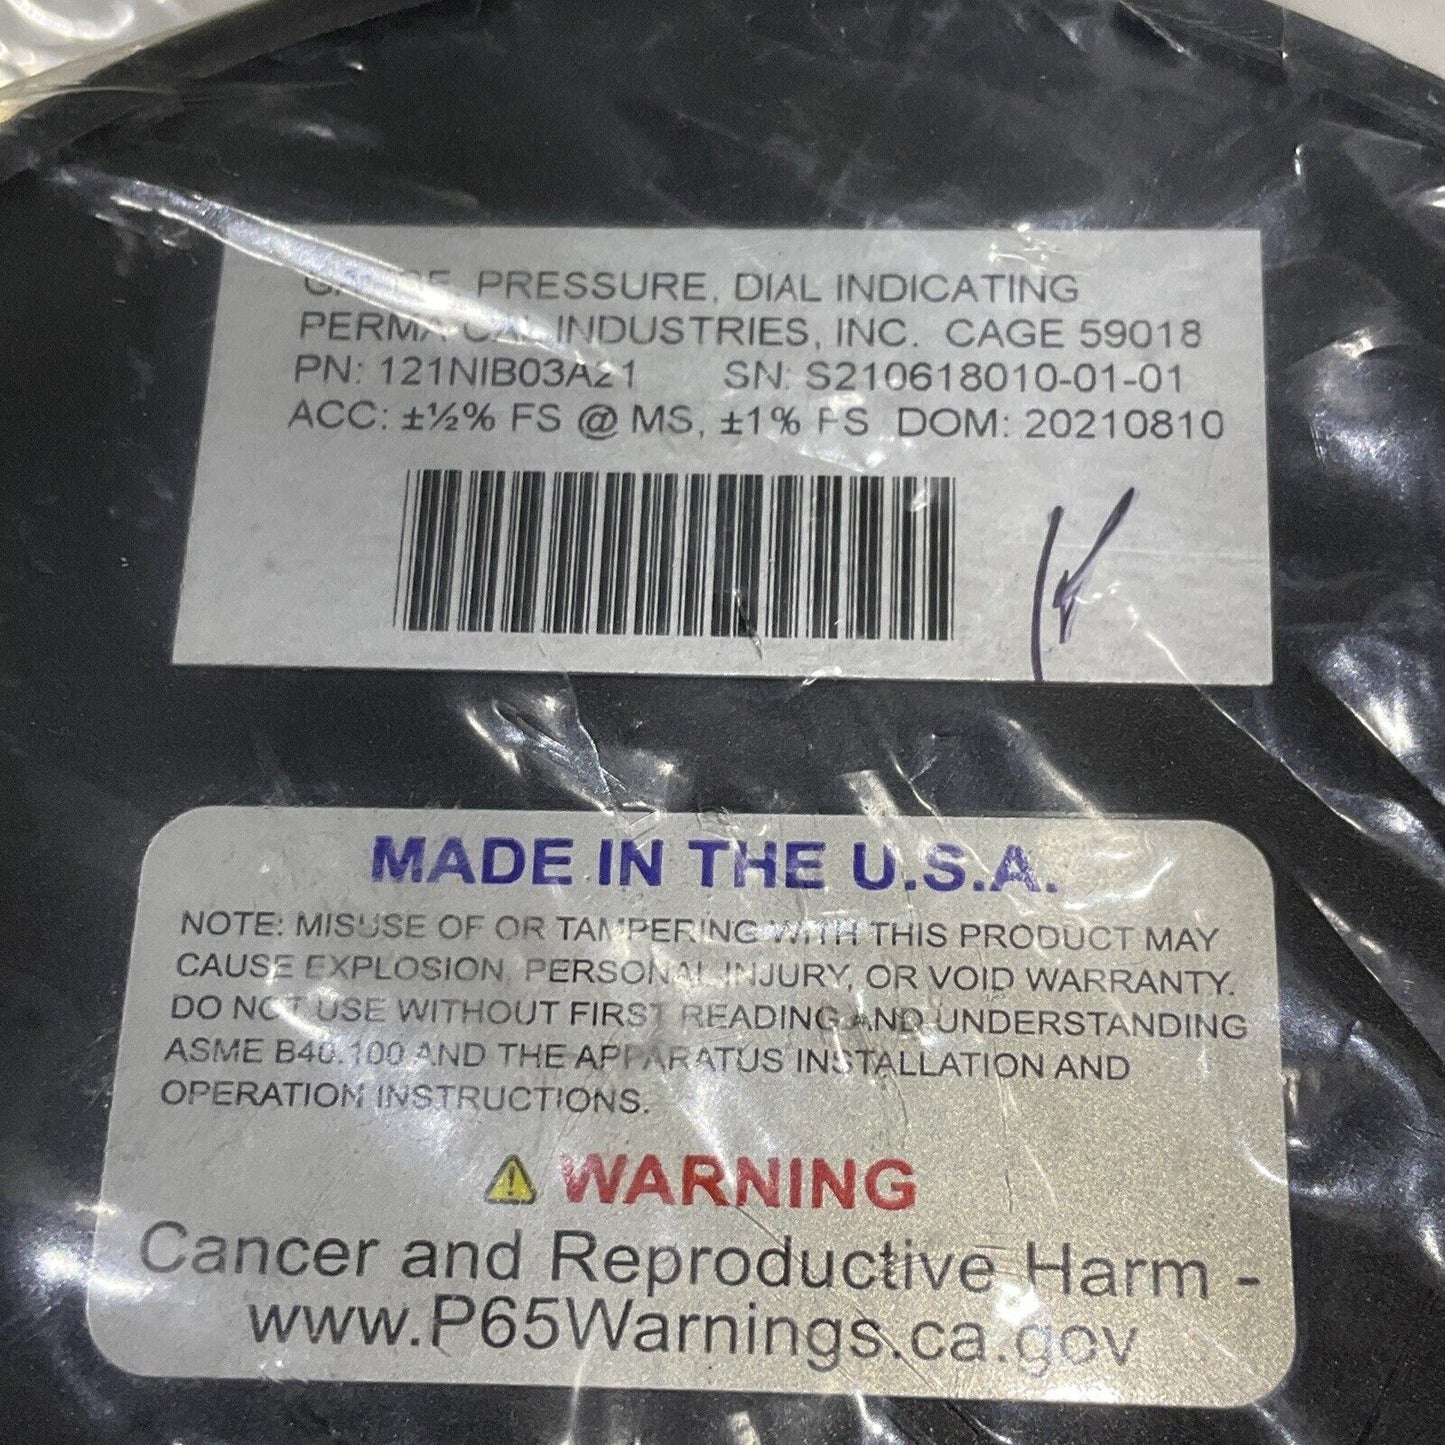 GAUGE, PRESSURE, DIAL INDICATING
PERMA-CAL INDUSTRIES, INC. CAGE 59018
PN: 121NIB03A21 SN: S210618010-01-01
ACC: ±½% FS @ MS, ±1% FS DOM: 20210810
MADE IN THE U.S.A.
NOTE: MISUSE OF OR TAMPERING WITH THIS PRODUCT MAY
CAUSE EXPLOSION, PERSONAL INJURY, OR VOID WARRANTY.
DO NOT USE WITHOUT FIRST READING AND UNDERSTANDING
ASME B40.100 AND THE APPARATUS INSTALLATION AND
OPERATION INSTRUCTIONS.
⚠ WARNING
Cancer and Reproductive Harm -
www.P65Warnings.ca.gov